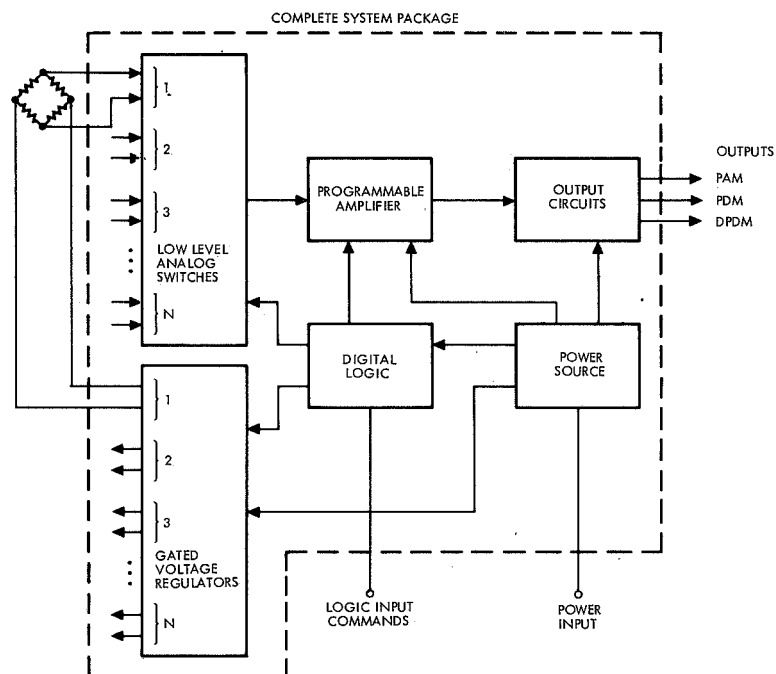 COMPLETE SYSTEM PACKAGE
1
2
3
LOW LEVEL
ANALOG
SWITCHES
N
PROGRAMMABLE
AMPLIFIER
OUTPUT
CIRCUITS
OUTPUTS
PAM
PDM
DPDM
DIGITAL
LOGIC
POWER
SOURCE
1
2
3
GATED
VOLTAGE
REGULATORS
N
LOGIC INPUT
COMMANDS
POWER
INPUT